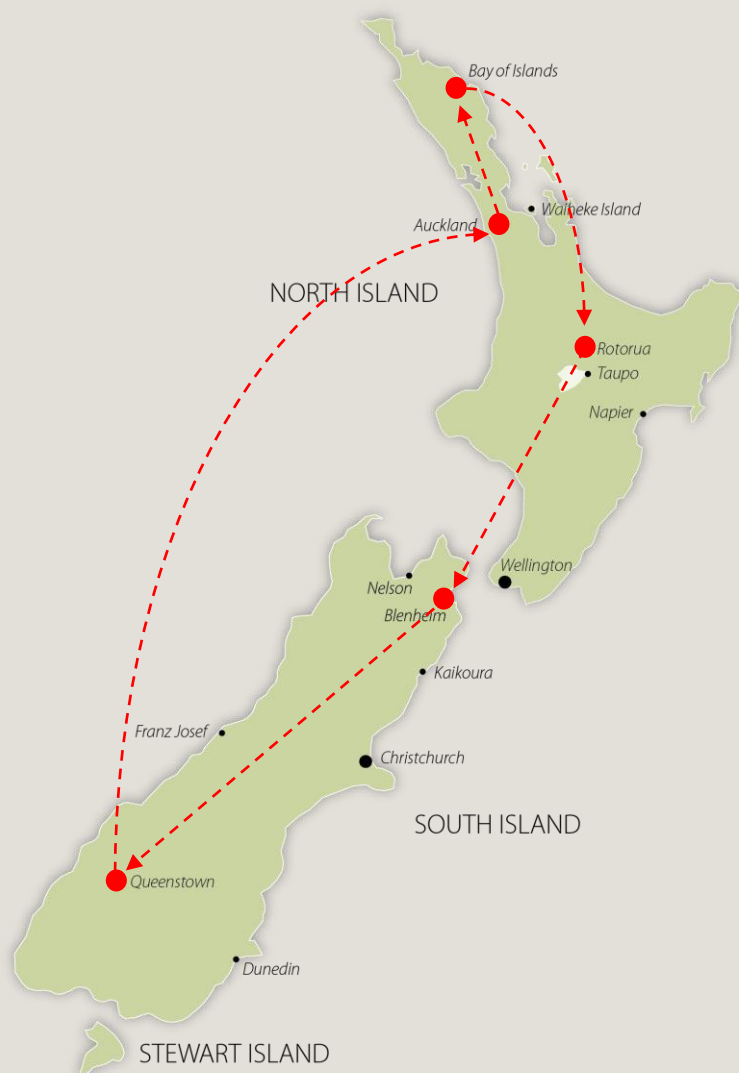 Bay of Islands
Waiheke Island
Auckland
NORTH ISLAND
Rotorua
Taupo
Napier
Wellington
Nelson
Blenheim
Kaikoura
Franz Josef
Christchurch
SOUTH ISLAND
Queenstown
Dunedin
STEWART ISLAND